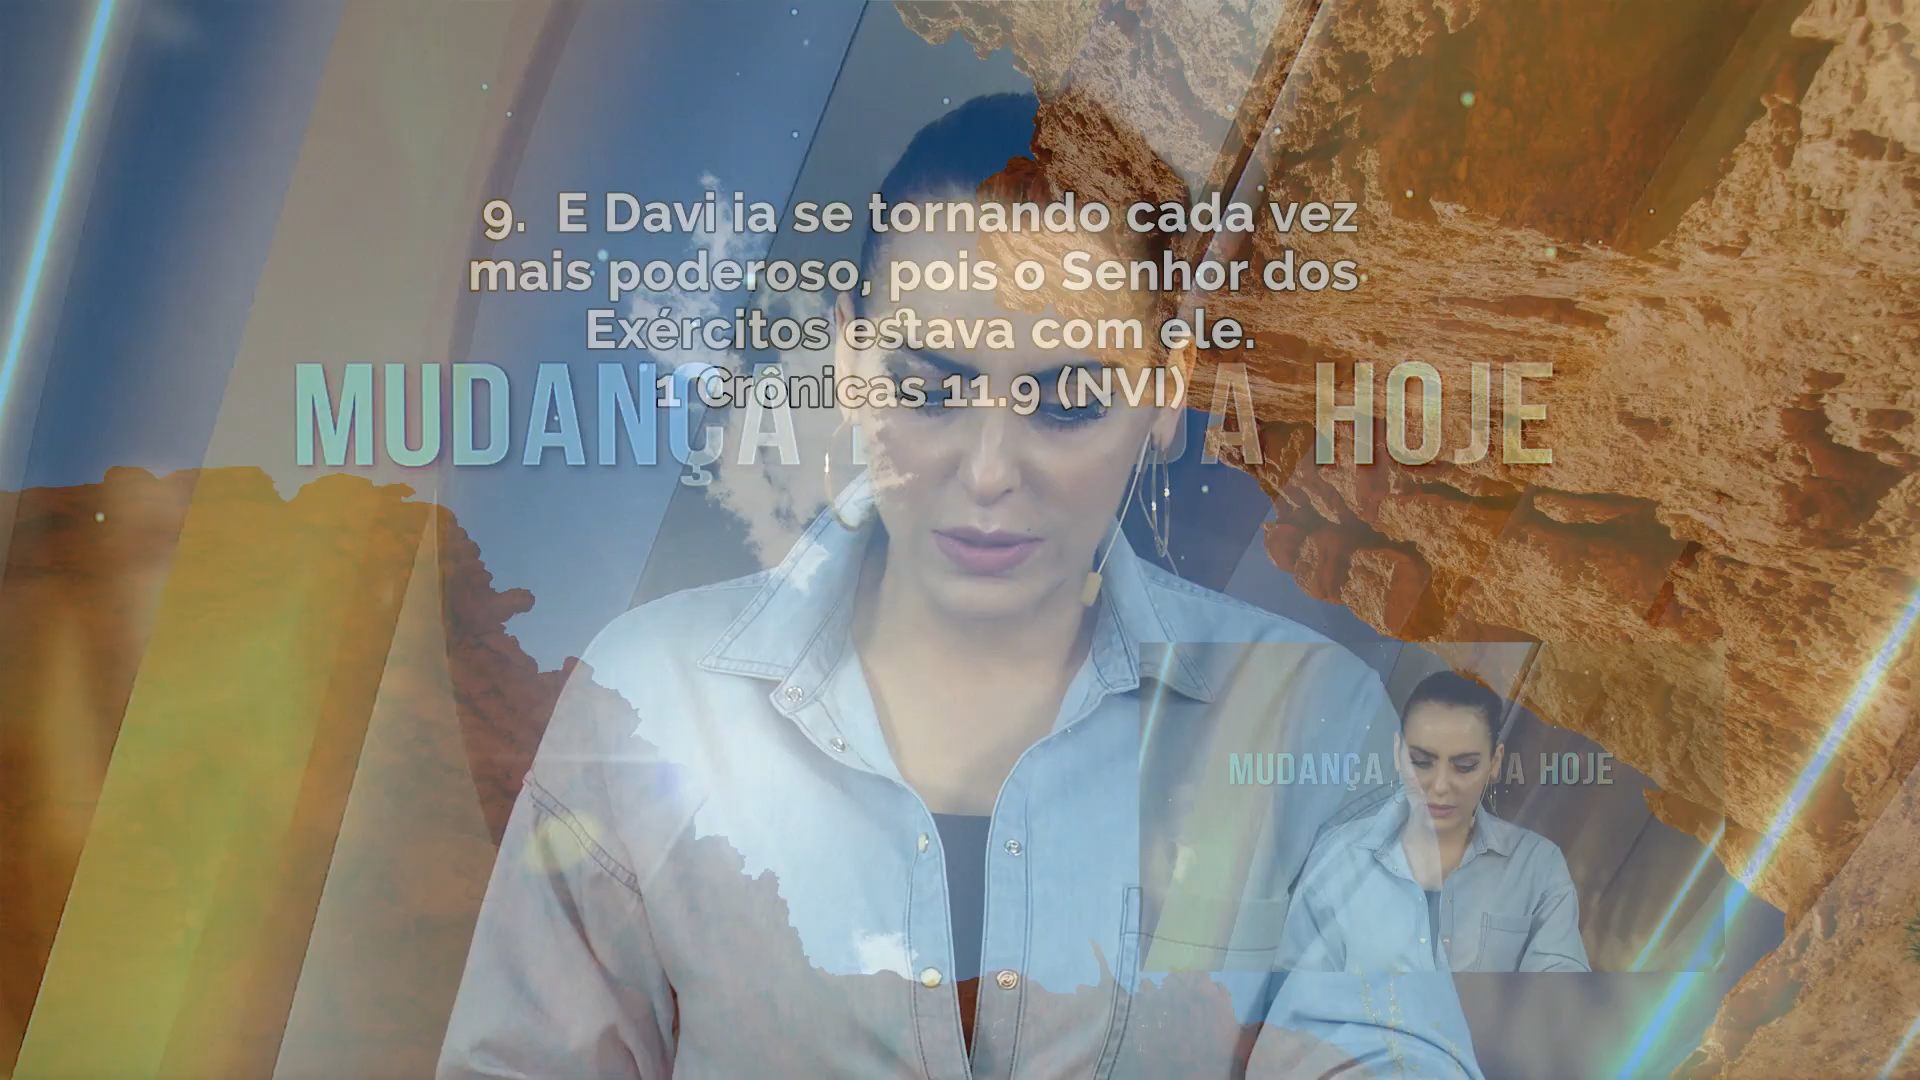 9. E Davi ia se tornando cada vez
mais poderoso, pois o Senhor dos
Exércitos estava com ele.
1 Crônicas 11.9 (NVI)
MUDANÇA HOJE
MUDANÇA HOJE